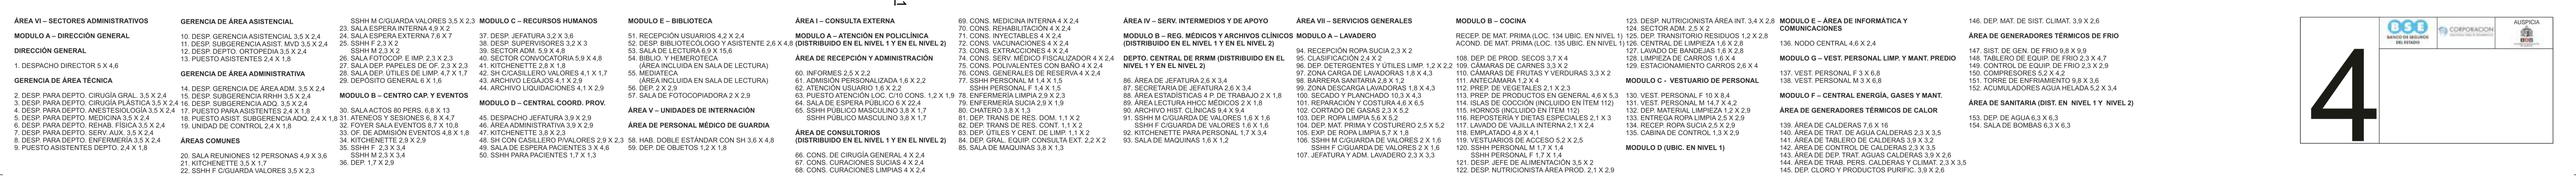 ÁREA VI – SECTORES ADMINISTRATIVOS
MODULO A – DIRECCIÓN GENERAL
DIRECCIÓN GENERAL
1. DESPACHO DIRECTOR 5 X 4,6
GERENCIA DE ÁREA TÉCNICA
2. DESP. PARA DEPTO. CIRUGÍA GRAL. 3,5 X 2,4
3. DESP. PARA DEPTO. CIRUGÍA PLÁSTICA 3,5 X 2,4
4. DESP. PARA DEPTO. ANESTESIOLOGÍA 3,5 X 2,4
5. DESP. PARA DEPTO. MEDICINA 3,5 X 2,4
6. DESP. PARA DEPTO. REHAB. FÍSICA 3,5 X 2,4
7. DESP. PARA DEPTO. SERV. AUX. 3,5 X 2,4
8. DESP. PARA DEPTO. ENFERMERÍA 3,5 X 2,4
9. PUESTO ASISTENTES DEPTO. 2,4 X 1,8
GERENCIA DE ÁREA ASISTENCIAL
10. DESP. GERENCIA ASISTENCIAL 3,5 X 2,4
11. DESP. SUBGERENCIA ASIST. MVD 3,5 X 2,4
12. DESP. DEPTO. ORTOPEDIA 3,5 X 2,4
13. PUESTO ASISTENTES 2,4 X 1,8
GERENCIA DE ÁREA ADMINISTRATIVA
14. DESP. GERENCIA DE ÁREA ADM. 3,5 X 2,4
15. DESP. SUBGERENCIA RRHH 3,5 X 2,4
16. DESP. SUBGERENCIA ADQ. 3,5 X 2,4
17. PUESTO PARA ASISTENTES 2.4 X 1,8
18. PUESTO ASIST. SUBGERENCIA ADQ. 2,4 X 1,8
19. UNIDAD DE CONTROL 2,4 X 1,8
ÁREAS COMUNES
20. SALA REUNIONES 12 PERSONAS 4,9 X 3,6
21. KITCHENETTE 3,5 X 1,7
22. SSHH F C/GUARDA VALORES 3,5 X 2,3
SSHH M C/GUARDA VALORES 3,5 X 2,3
23. SALA ESPERA INTERNA 4,9 X 2
24. SALA ESPERA EXTERNA 7,6 X 7
25. SSHH F 2,3 X 2
SSHH M 2,3 X 2
26. SALA FOTOCOP. E IMP. 2,3 X 2,3
27. SALA DEP. PAPELES DE OF. 2,3 X 2,3
28. SALA DEP. ÚTILES DE LIMP. 4,7 X 1,7
29. DEPÓSITO GENERAL 6 X 1,6
MODULO B – CENTRO CAP. Y EVENTOS
30. SALA ACTOS 80 PERS. 6,8 X 13
31. ATENEOS Y SESIONES 6, 8 X 4,7
32. FOYER SALA EVENTOS 8,7 X 10,8
33. OF. DE ADMISIÓN EVENTOS 4,8 X 1,8
34. KITCHENETTE 2,9 X 2,9
35. SSHH F 2,3 X 3,4
SSHH M 2,3 X 3,4
36. DEP. 1,7 X 2,9
MODULO C – RECURSOS HUMANOS
37. DESP. JEFATURA 3,2 X 3,6
38. DESP. SUPERVISORES 3,2 X 3
39. SECTOR ADM. 5,9 X 4,8
40. SECTOR CONVOCATORIA 5,9 X 4,8
41. KITCHENETTE 2,8 X 1,8
42. SH C/CASILLERO VALORES 4,1 X 1,7
43. ARCHIVO LEGAJOS 4,1 X 2,9
44. ARCHIVO LIQUIDACIONES 4,1 X 2,9
MODULO D – CENTRAL COORD. PROV.
45. DESPACHO JEFATURA 3,9 X 2,9
46. ÁREA ADMINISTRATIVA 3,9 X 2,9
47. KITCHENETTE 3,8 X 2,3
48. SH CON CASILLERO P/VALORES 2,9 X 2,3
49. SALA DE ESPERA PACIENTES 3 X 4,6
50. SSHH PARA PACIENTES 1,7 X 1,3
MODULO E – BIBLIOTECA
51. RECEPCIÓN USUARIOS 4,2 X 2,4
52. DESP. BIBLIOTECÓLOGO Y ASISTENTE 2,6 X 4,8
53. SALA DE LECTURA 6,9 X 15,6
54. BIBLIO. Y HEMEROTECA
(ÁREA INCLUIDA EN SALA DE LECTURA)
55. MEDIATECA
(ÁREA INCLUIDA EN SALA DE LECTURA)
56. DEP. 2 X 2,9
57. SALA DE FOTOCOPIADORA 2 X 2,9
ÁREA V – UNIDADES DE INTERNACIÓN
ÁREA DE PERSONAL MÉDICO DE GUARDIA
58. HAB. DOBLE ESTÁNDAR CON SH 3,6 X 4,8
59. DEP. DE OBJETOS 1,2 X 1,8
ÁREA I – CONSULTA EXTERNA
MODULO A – ATENCIÓN EN POLICLÍNICA
(DISTRIBUIDO EN EL NIVEL 1 Y EN EL NIVEL 2)
ÁREA DE RECEPCIÓN Y ADMINISTRACIÓN
60. INFORMES 2,5 X 2,2
61. ADMISIÓN PERSONALIZADA 1,6 X 2,2
62. ATENCIÓN USUARIO 1,6 X 2,2
63. PUESTO ATENCIÓN LOC. C/10 CONS. 1,2 X 1,9
64. SALA DE ESPERA PÚBLICO 6 X 22,4
65. SSHH PÚBLICO MASCULINO 3,8 X 1,7
SSHH PÚBLICO MASCULINO 3,8 X 1,7
ÁREA DE CONSULTORIOS
(DISTRIBUIDO EN EL NIVEL 1 Y EN EL NIVEL 2)
66. CONS. DE CIRUGÍA GENERAL 4 X 2,4
67. CONS. CURACIONES SUCIAS 4 X 2,4
68. CONS. CURACIONES LIMPIAS 4 X 2,4
69. CONS. MEDICINA INTERNA 4 X 2,4
70. CONS. REHABILITACIÓN 4 X 2,4
71. CONS. INYECTABLES 4 X 2,4
72. CONS. VACUNACIONES 4 X 2,4
73. CONS. EXTRACCIONES 4 X 2,4
74. CONS. SERV. MÉDICO FISCALIZADOR 4 X 2,4
75. CONS. POLIVALENTES CON BAÑO 4 X 2,4
76. CONS. GENERALES DE RESERVA 4 X 2,4
77. SSHH PERSONAL M 1,4 X 1,5
SSHH PERSONAL F 1,4 X 1,5
78. ENFERMERÍA LIMPIA 2,9 X 2,3
79. ENFERMERÍA SUCIA 2,9 X 1,9
80. CHATERO 3,8 X 1,3
81. DEP. TRANS DE RES. DOM. 1,1 X 2
82. DEP. TRANS DE RES. CONT. 1,1 X 2
83. DEP. ÚTILES Y CENT. DE LIMP. 1,1 X 2
84. DEP. GRAL. EQUIP. CONSULTA EXT. 2,2 X 2
85. SALA DE MAQUINAS 3,8 X 1,3
ÁREA IV – SERV. INTERMEDIOS Y DE APOYO
MODULO B – REG. MÉDICOS Y ARCHIVOS CLÍNICOS
(DISTRIBUIDO EN EL NIVEL 1 Y EN EL NIVEL 2)
DEPTO. CENTRAL DE RRMM (DISTRIBUIDO EN EL
NIVEL 1 Y EN EL NIVEL 2)
86. ÁREA DE JEFATURA 2,6 X 3,4
87. SECRETARIA DE JEFATURA 2,6 X 3,4
88. ÁREA ESTADÍSTICAS 4 P. DE TRABAJO 2 X 1,8
89. ÁREA LECTURA HHCC MÉDICOS 2 X 1,8
90. ARCHIVO HIST. CLÍNICAS 9,4 X 9,4
91. SSHH M C/GUARDA VALORES 1,6 X 1,6
SSHH F C/GUARDA VALORES 1,6 X 1,6
92. KITCHENETTE PARA PERSONAL 1,7 X 3,4
93. SALA DE MAQUINAS 1,6 X 1,2
ÁREA VII – SERVICIOS GENERALES
MODULO A – LAVADERO
94. RECEPCIÓN ROPA SUCIA 2,3 X 2
95. CLASIFICACIÓN 2,4 X 2
96. DEP. DETERGENTES Y ÚTILES LIMP. 1,2 X 2,2
97. ZONA CARGA DE LAVADORAS 1,8 X 4,3
98. BARRERA SANITARIA 2,8 X 1,2
99. ZONA DESCARGA LAVADORAS 1,8 X 4,3
100. SECADO Y PLANCHADO 10,3 X 4,3
101. REPARACIÓN Y COSTURA 4,6 X 6,5
102. CORTADO DE GASAS 2,3 X 5,2
103. DEP. ROPA LIMPIA 5,6 X 5,2
104. DEP. MAT. PRIMA Y COSTURERO 2,5 X 5,2
105. EXP. DE ROPA LIMPIA 5,7 X 1,8
106. SSHH M C/GUARDA DE VALORES 2 X 1,6
SSHH F C/GUARDA DE VALORES 2 X 1,6
107. JEFATURA Y ADM. LAVADERO 2,3 X 3,3
MODULO B – COCINA
RECEP. DE MAT. PRIMA (LOC. 134 UBIC. EN NIVEL 1)
ACOND. DE MAT. PRIMA (LOC. 135 UBIC. EN NIVEL 1)
108. DEP. DE PROD. SECOS 3,7 X 4
109. CÁMARAS DE CARNES 3,3 X 2
110. CÁMARAS DE FRUTAS Y VERDURAS 3,3 X 2
111. ANTECÁMARA 1,2 X 4
112. PREP. DE VEGETALES 2,1 X 2,3
113. PREP. DE PRODUCTOS EN GENERAL 4,6 X 5,3
114. ISLAS DE COCCIÓN (INCLUIDO EN ÍTEM 112)
115. HORNOS (INCLUIDOS EN ÍTEM 112)
116. REPOSTERÍA Y DIETAS ESPECIALES 2,1 X 3
117. LAVADO DE VAJILLA INTERNA 2,1 X 2,4
118. EMPLATADO 4,8 X 4,1
119. VESTUARIOS DE ACCESO 5,2 X 2,5
120. SSHH PERSONAL M 1,7 X 1,4
SSHH PERSONAL F 1,7 X 1,4
121. DESP. JEFE DE ALIMENTACIÓN 3,5 X 2
122. DESP. NUTRICIONISTA ÁREA PROD. 2,1 X 2,9
123. DESP. NUTRICIONISTA ÁREA INT. 3,4 X 2,8
124. SECTOR ADM. 2,5 X 2
125. DEP. TRANSITORIO RESIDUOS 1,2 X 2,8
126. CENTRAL DE LIMPIEZA 1,6 X 2,8
127. LAVADO DE BANDEJAS 1,6 X 2,8
128. LIMPIEZA DE CARROS 1,6 X 4
129. ESTACIONAMIENTO CARROS 2,6 X 4
MODULO C - VESTUARIO DE PERSONAL
130. VEST. PERSONAL F 10 X 8,4
131. VEST. PERSONAL M 14,7 X 4,2
132. DEP. MATERIAL LIMPIEZA 1,2 X 2,9
133. ENTREGA ROPA LIMPIA 2,5 X 2,9
134. RECEP. ROPA SUCIA 2,5 X 2,9
135. CABINA DE CONTROL 1,3 X 2,9
MODULO D (UBIC. EN NIVEL 1)
MODULO E – ÁREA DE INFORMÁTICA Y
COMUNICACIONES
136. NODO CENTRAL 4,6 X 2,4
MODULO G – VEST. PERSONAL LIMP. Y MANT. PREDIO
137. VEST. PERSONAL F 3 X 6,8
138. VEST. PERSONAL M 3 X 6,8
MODULO F – CENTRAL ENERGÍA, GASES Y MANT.
ÁREA DE GENERADORES TÉRMICOS DE CALOR
139. ÁREA DE CALDERAS 7,6 X 16
140. ÁREA DE TRAT. DE AGUA CALDERAS 2,3 X 3,5
141. ÁREA DE TABLERO DE CALDERAS 3,9 X 3,2
142. ÁREA DE CONTROL DE CALDERAS 2,3 X 3,5
143. ÁREA DE DEP. TRAT. AGUAS CALDERAS 3,9 X 2,6
144. ÁREA DE TRAB. PERS. CALDERAS Y CLIMAT. 2,3 X 3,5
145. DEP. CLORO Y PRODUCTOS PURIFIC. 3,9 X 2,6
146. DEP. MAT. DE SIST. CLIMAT. 3,9 X 2,6
ÁREA DE GENERADORES TÉRMICOS DE FRIO
147. SIST. DE GEN. DE FRIO 9,8 X 9,9
148. TABLERO DE EQUIP. DE FRIO 2,3 X 4,7
149. CONTROL DE EQUIP. DE FRIO 2,3 X 2,9
150. COMPRESORES 5,2 X 4,2
151. TORRE DE ENFRIAMIENTO 9,8 X 3,6
152. ACUMULADORES AGUA HELADA 5,2 X 3,4
ÁREA DE SANITARIA (DIST. EN NIVEL 1 Y NIVEL 2)
153. DEP. DE AGUA 6,3 X 6,3
154. SALA DE BOMBAS 6,3 X 6,3
4
BSE
BANCO DE SEGUROS
DEL ESTADO
CORPORACION
AUSPICIA